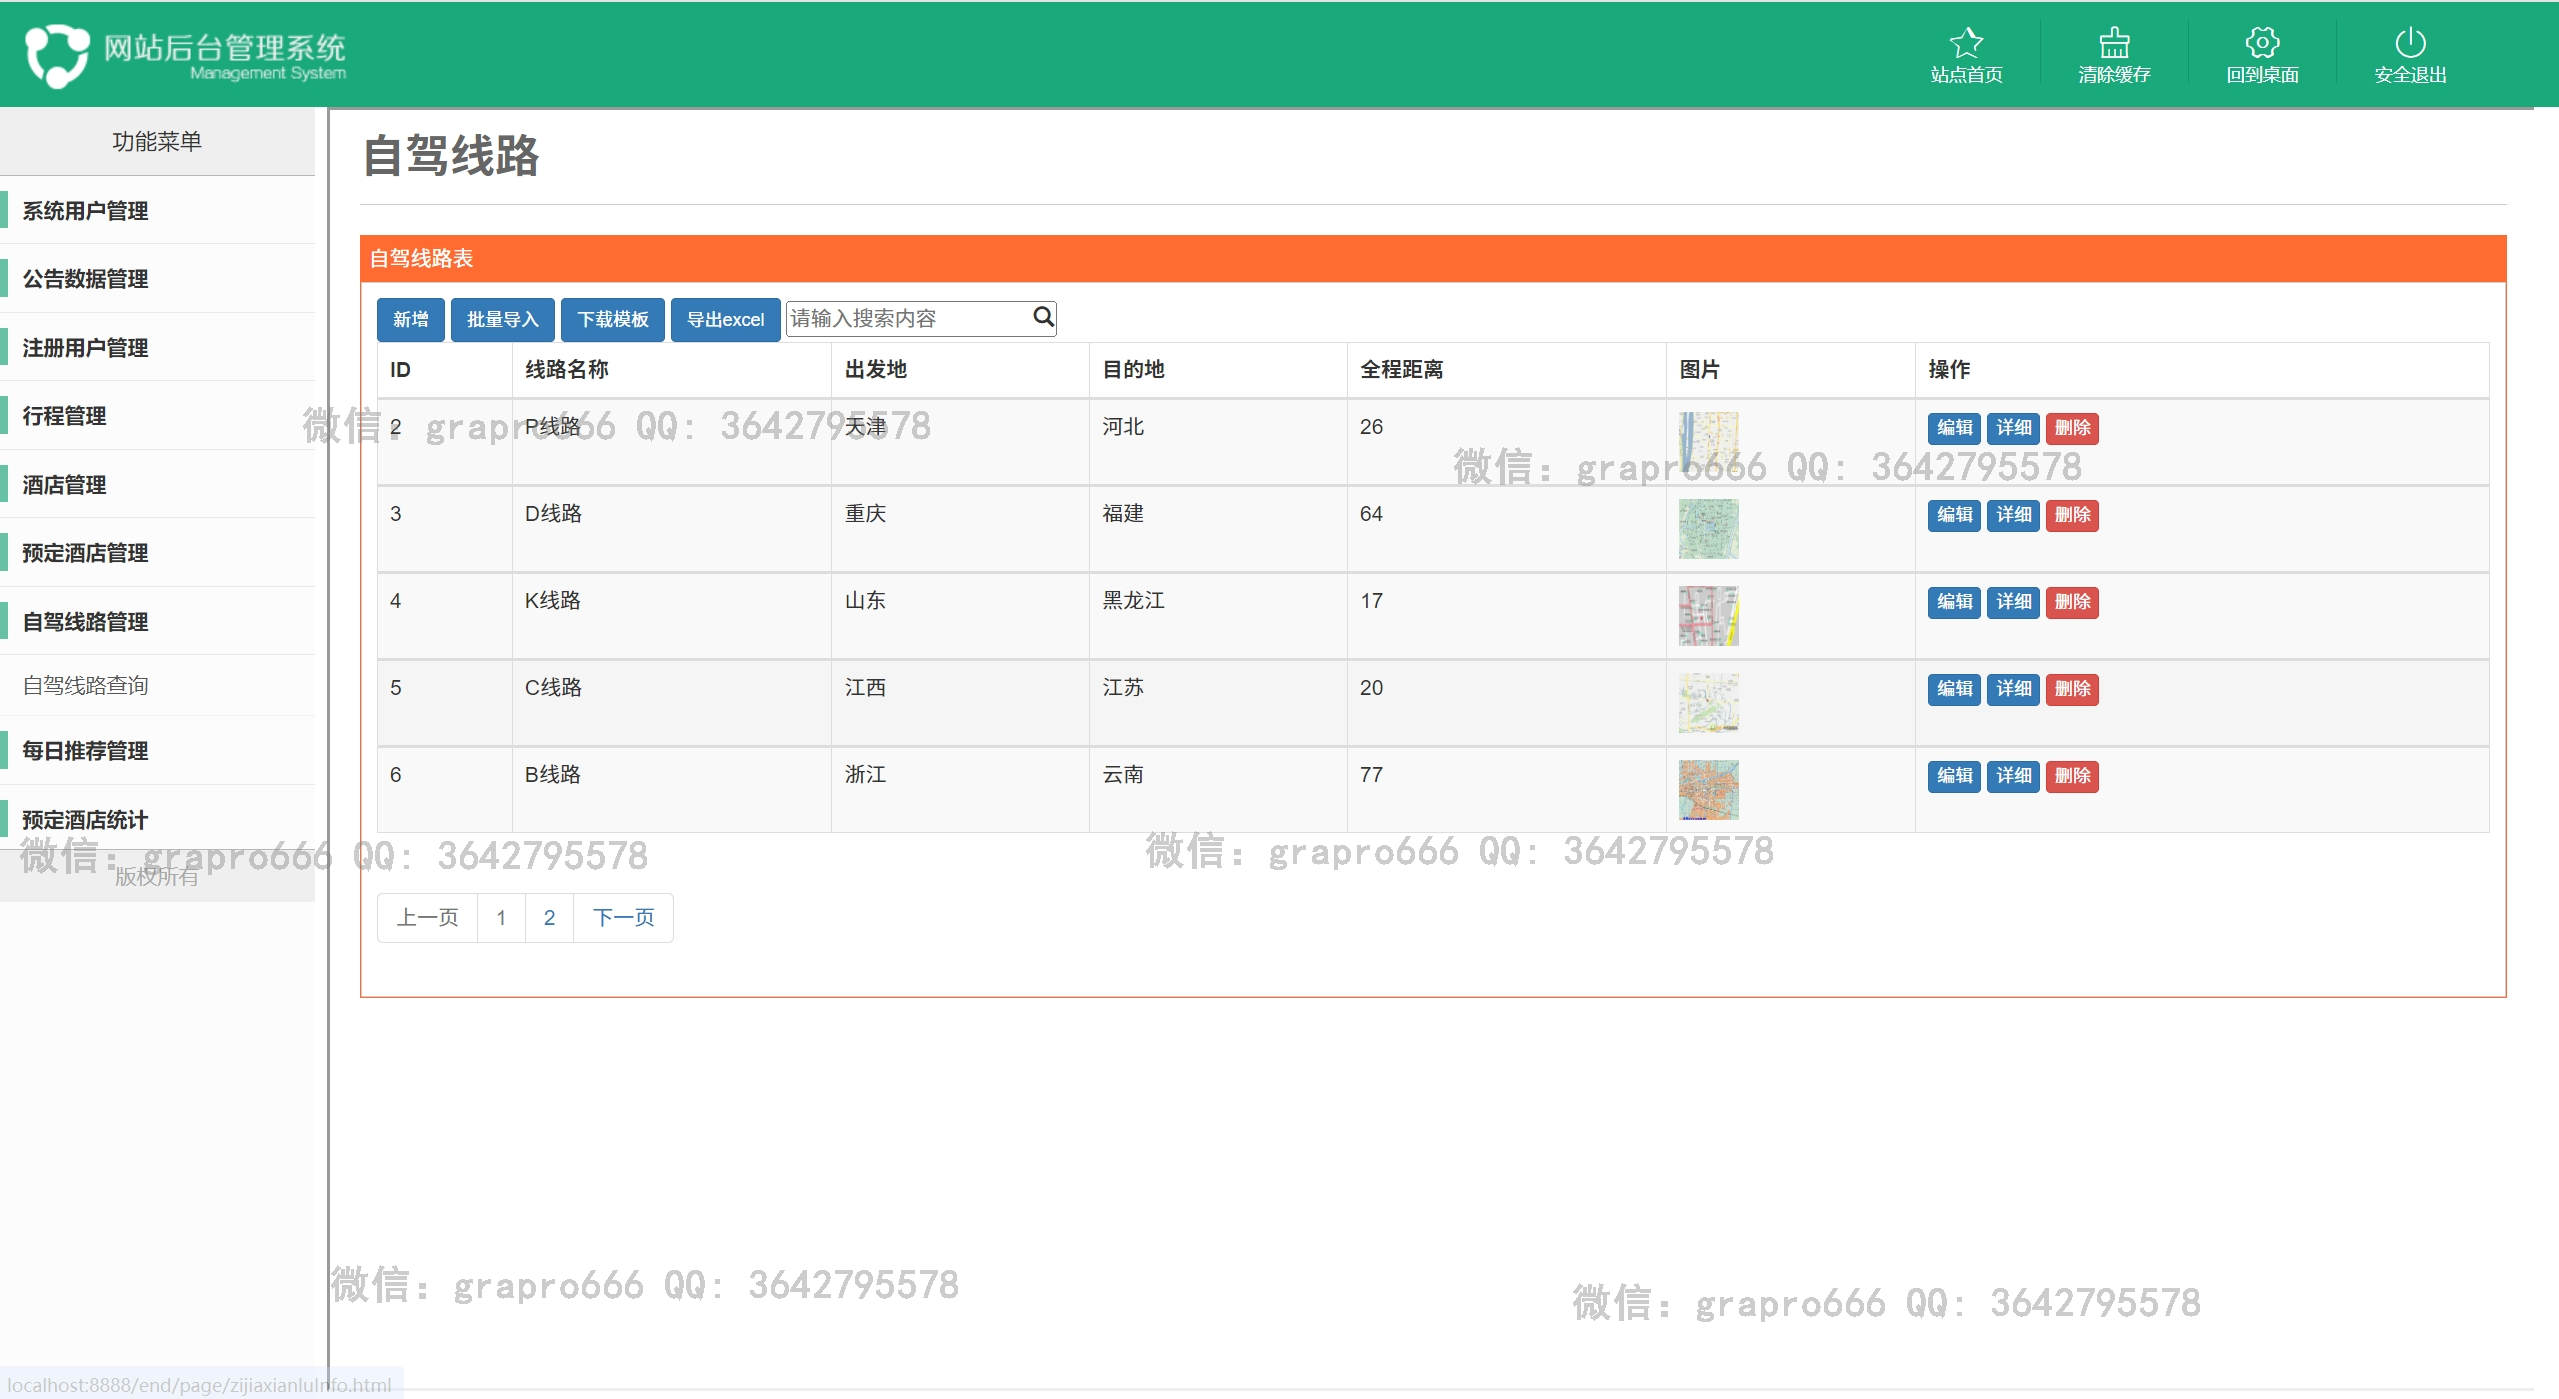 网站后台管理系统
Management System
站点首页
清除缓存
回到桌面
安全退出
功能菜单
系统用户管理
公告数据管理
注册用户管理
行程管理
酒店管理
预定酒店管理
自驾线路管理
自驾线路查询
每日推荐管理
预定酒店统计
版权所有
自驾线路
自驾线路表
新增 批量导入 下载模板 导出excel 请输入搜索内容
ID 线路名称 出发地 目的地 全程距离 图片 操作
2 P线路 天津 河北 26 编辑 详细 删除
3 D线路 重庆 福建 64 编辑 详细 删除
4 K线路 山东 黑龙江 17 编辑 详细 删除
5 C线路 江西 江苏 20 编辑 详细 删除
6 B线路 浙江 云南 77 编辑 详细 删除
上一页 1 2 下一页
微信：grapro666 QQ: 3642795578
微信：grapro666 QQ: 3642795578
微信：grapro666 QQ: 3642795578
微信：grapro666 QQ: 3642795578
微信：grapro666 QQ: 3642795578
微信：grapro666 QQ: 3642795578
localhost:8888/end/page/zijiaxianluInfo.html